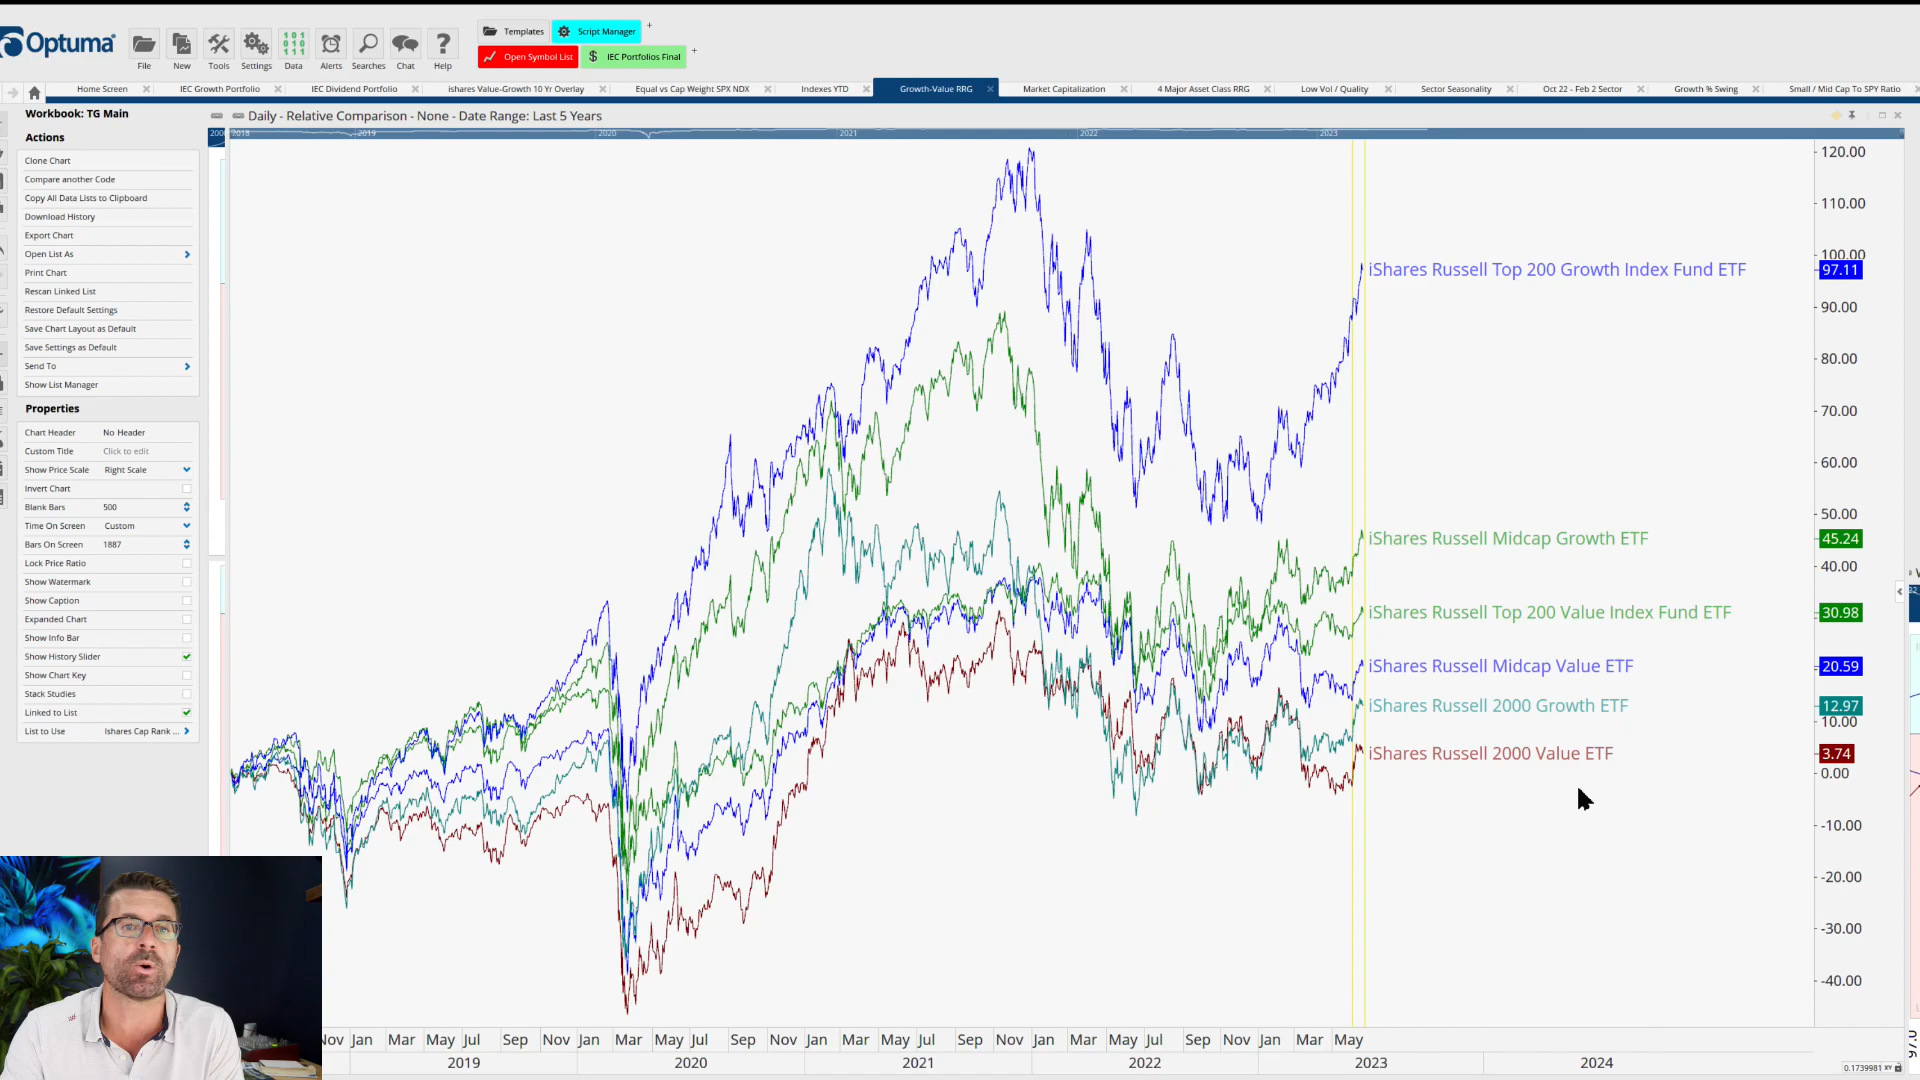 Optuma
File
New
Tools
Settings
Data
Alerts
Searches
Chat
Help
Templates
Script Manager
+
Open Symbol List
$ IEC Portfolios Final
+
Home Screen
IEC Growth Portfolio
IEC Dividend Portfolio
ishares Value-Growth 10 Yr Overlay
Equal vs Cap Weight SPX NDX
Indexes YTD
Growth-Value RRG
Market Capitalization
4 Major Asset Class RRG
Low Vol / Quality
Sector Seasonality
Oct 22 - Feb 2 Sector
Growth % Swing
Small / Mid Cap To SPY Ratio
Workbook: TG Main
Daily - Relative Comparison - None - Date Range: Last 5 Years
2018 2019 2020 2021 2022 2023
Actions
Clone Chart
Compare another Code
Copy All Data Lists to Clipboard
Download History
Export Chart
Open List As
Print Chart
Rescan Linked List
Restore Default Settings
Save Chart Layout as Default
Save Settings as Default
Send To
Show List Manager
Properties
Chart Header No Header
Custom Title Click to edit
Show Price Scale Right Scale
Invert Chart
Blank Bars 500
Time On Screen Custom
Bars On Screen 1887
Lock Price Ratio
Show Watermark
Show Caption
Expanded Chart
Show Info Bar
Show History Slider
Show Chart Key
Stack Studies
Linked to List
List to Use Ishares Cap Rank ...
120.00
110.00
100.00
iShares Russell Top 200 Growth Index Fund ETF 97.11
90.00
80.00
70.00
60.00
50.00
iShares Russell Midcap Growth ETF 45.24
40.00
iShares Russell Top 200 Value Index Fund ETF 30.98
iShares Russell Midcap Value ETF 20.59
iShares Russell 2000 Growth ETF 12.97
10.00
iShares Russell 2000 Value ETF 3.74
0.00
-10.00
-20.00
-30.00
-40.00
Nov Jan Mar May Jul Sep Nov Jan Mar May Jul Sep Nov Jan Mar May Jul Sep Nov Jan Mar May Jul Sep Nov Jan Mar May
2019 2020 2021 2022 2023 2024
0.1739981 XY